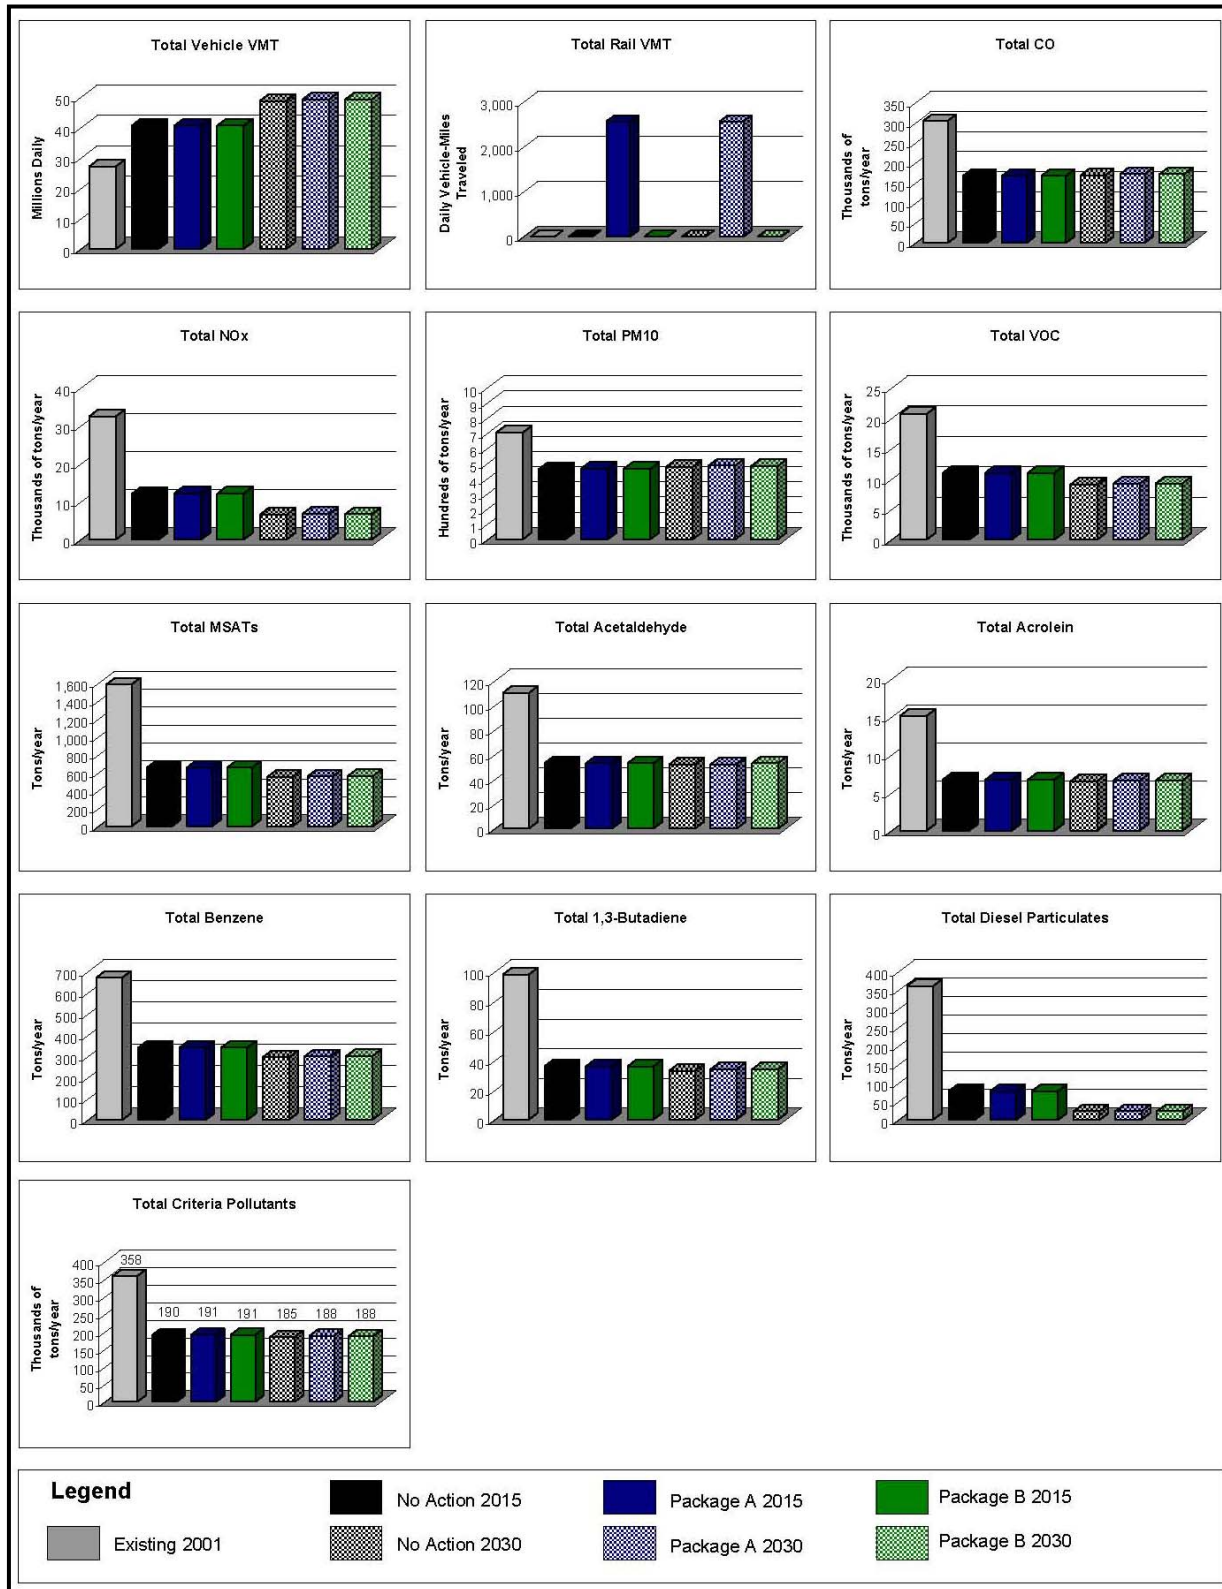 Total Vehicle VMT
Millions Daily
50
40
30
20
10
0
Total Rail VMT
Daily Vehicle-Miles
Traveled
3,000
2,000
1,000
0
Total CO
Thousands of
tons/year
350
300
250
200
150
100
50
0
Total NOx
Thousands of tons/year
40
30
20
10
0
Total PM10
Hundreds of tons/year
10
9
8
7
6
5
4
3
2
1
0
Total VOC
Thousands of tons/year
25
20
15
10
5
0
Total MSATs
Tons/year
1,600
1,400
1,200
1,000
800
600
400
200
0
Total Acetaldehyde
Tons/year
120
100
80
60
40
20
0
Total Acrolein
Tons/year
20
15
10
5
0
Total Benzene
Tons/year
700
600
500
400
300
200
100
0
Total 1,3-Butadiene
Tons/year
100
80
60
40
20
0
Total Diesel Particulates
Tons/year
400
350
300
250
200
150
100
50
0
Total Criteria Pollutants
Thousands of
tons/year
400
350
300
250
200
150
100
50
0
358
190 191 191 185 188 188
Legend
No Action 2015 Package A 2015 Package B 2015
Existing 2001 No Action 2030 Package A 2030 Package B 2030